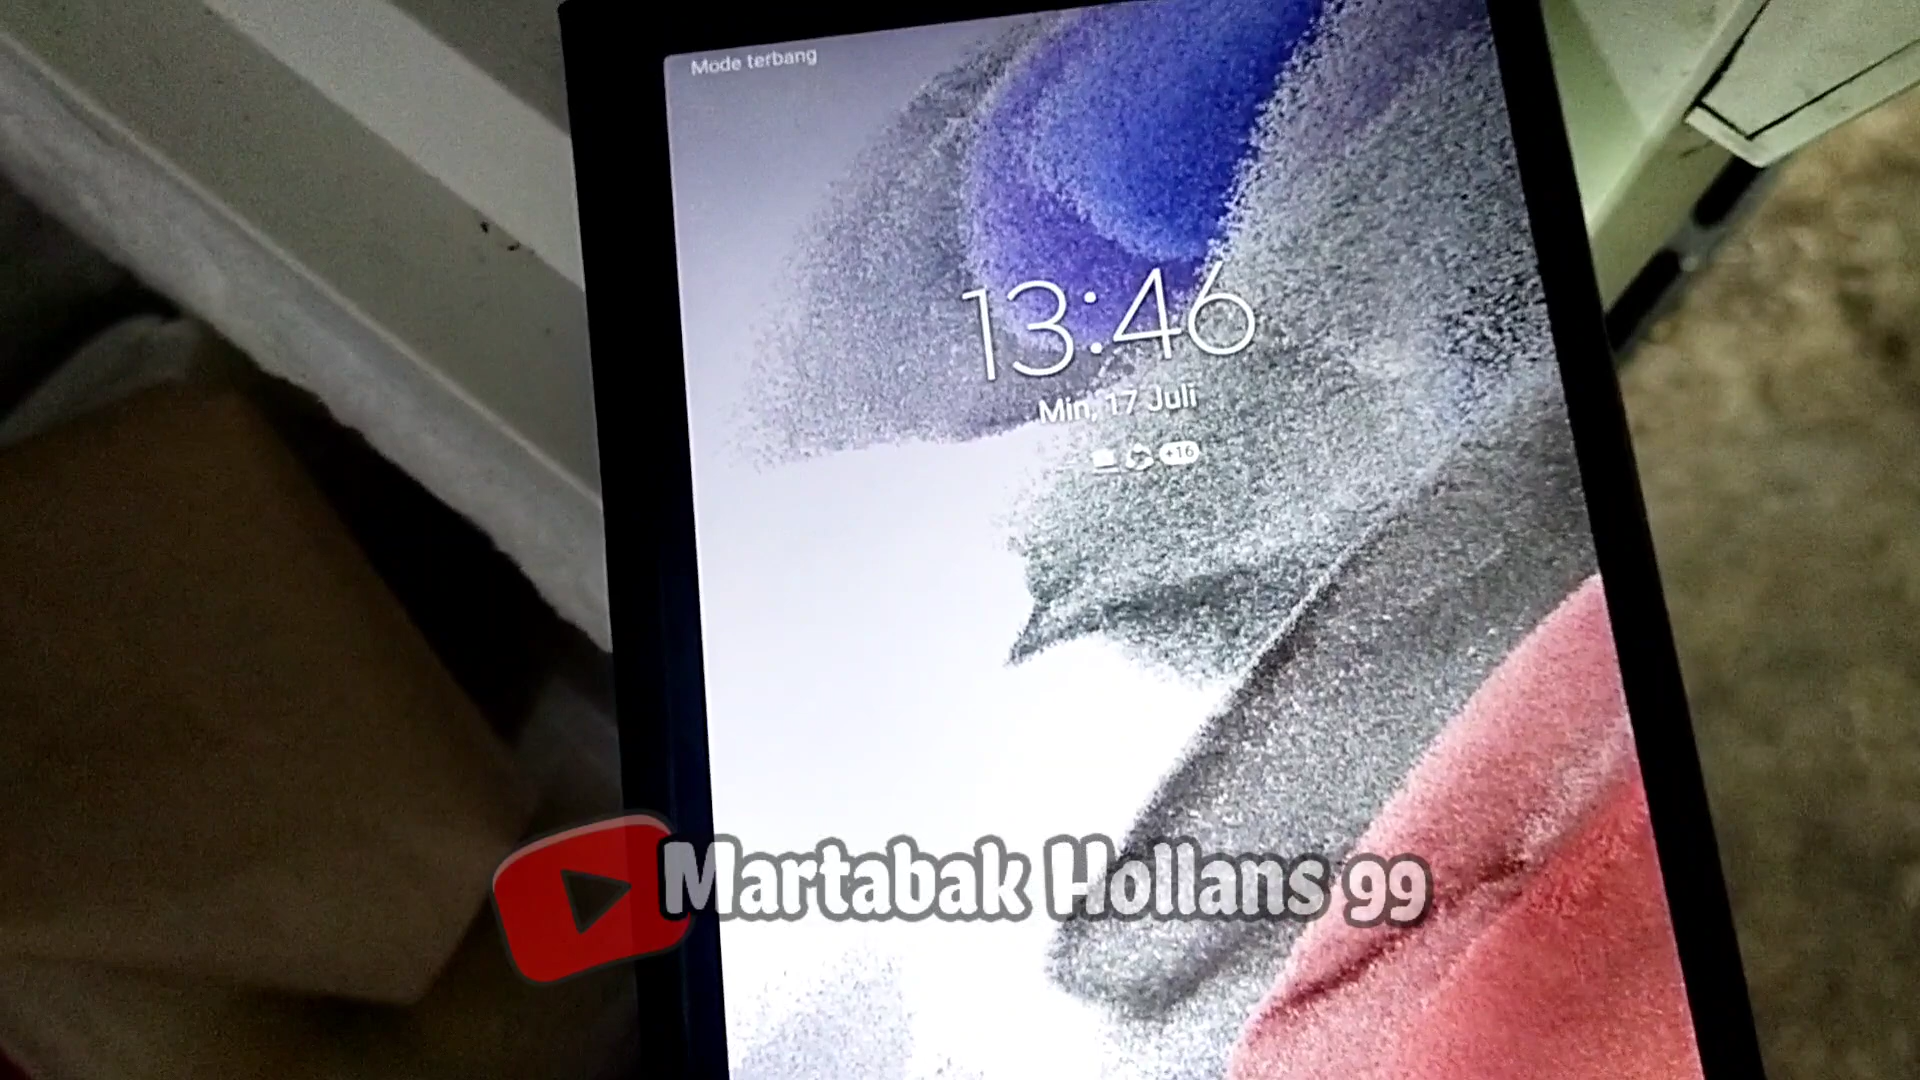 Mode terbang
13:46
Min, 17 Juli
+16
Martabak Hollans 99